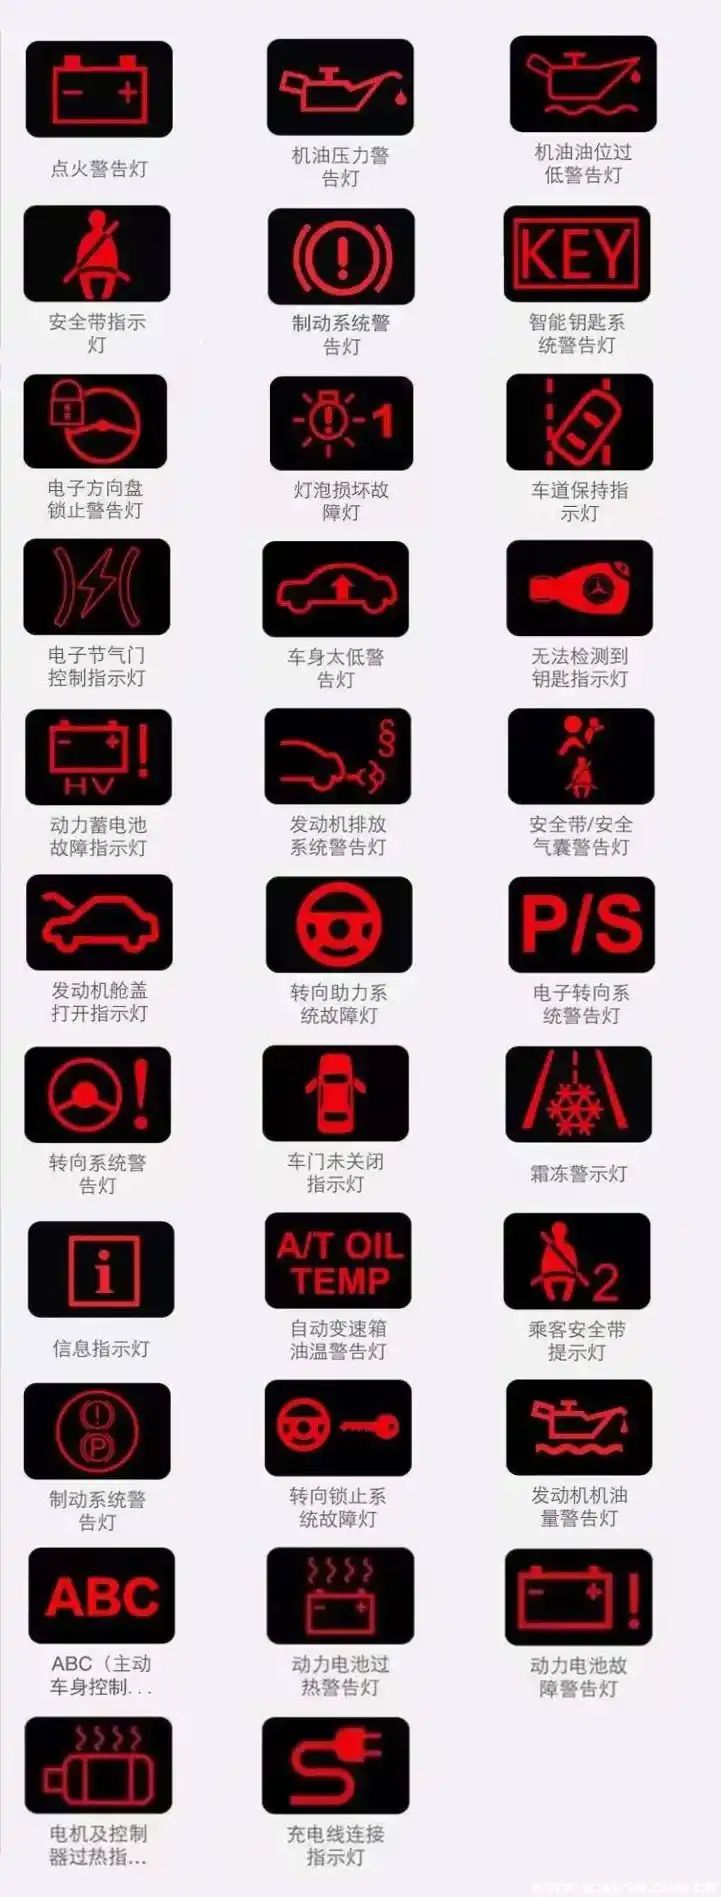 点火警告灯
机油压力警
告灯
机油油位过
低警告灯
安全带指示
灯
制动系统警
告灯
KEY
智能钥匙系
统警告灯
电子方向盘
锁止警告灯
1
灯泡损坏故
障灯
车道保持指
示灯
电子节气门
控制指示灯
车身太低警
告灯
无法检测到
钥匙指示灯
HV
动力蓄电池
故障指示灯
§
发动机排放
系统警告灯
安全带/安全
气囊警告灯
发动机舱盖
打开指示灯
转向助力系
统故障灯
P/S
电子转向系
统警告灯
转向系统警
告灯
车门未关闭
指示灯
霜冻警示灯
i
信息指示灯
A/T OIL
TEMP
自动变速箱
油温警告灯
2
乘客安全带
提示灯
P
制动系统警
告灯
转向锁止系
统故障灯
发动机机油
量警告灯
ABC
ABC（主动
车身控制...
动力电池过
热警告灯
动力电池故
障警告灯
电机及控制
器过热指...
充电线连接
指示灯